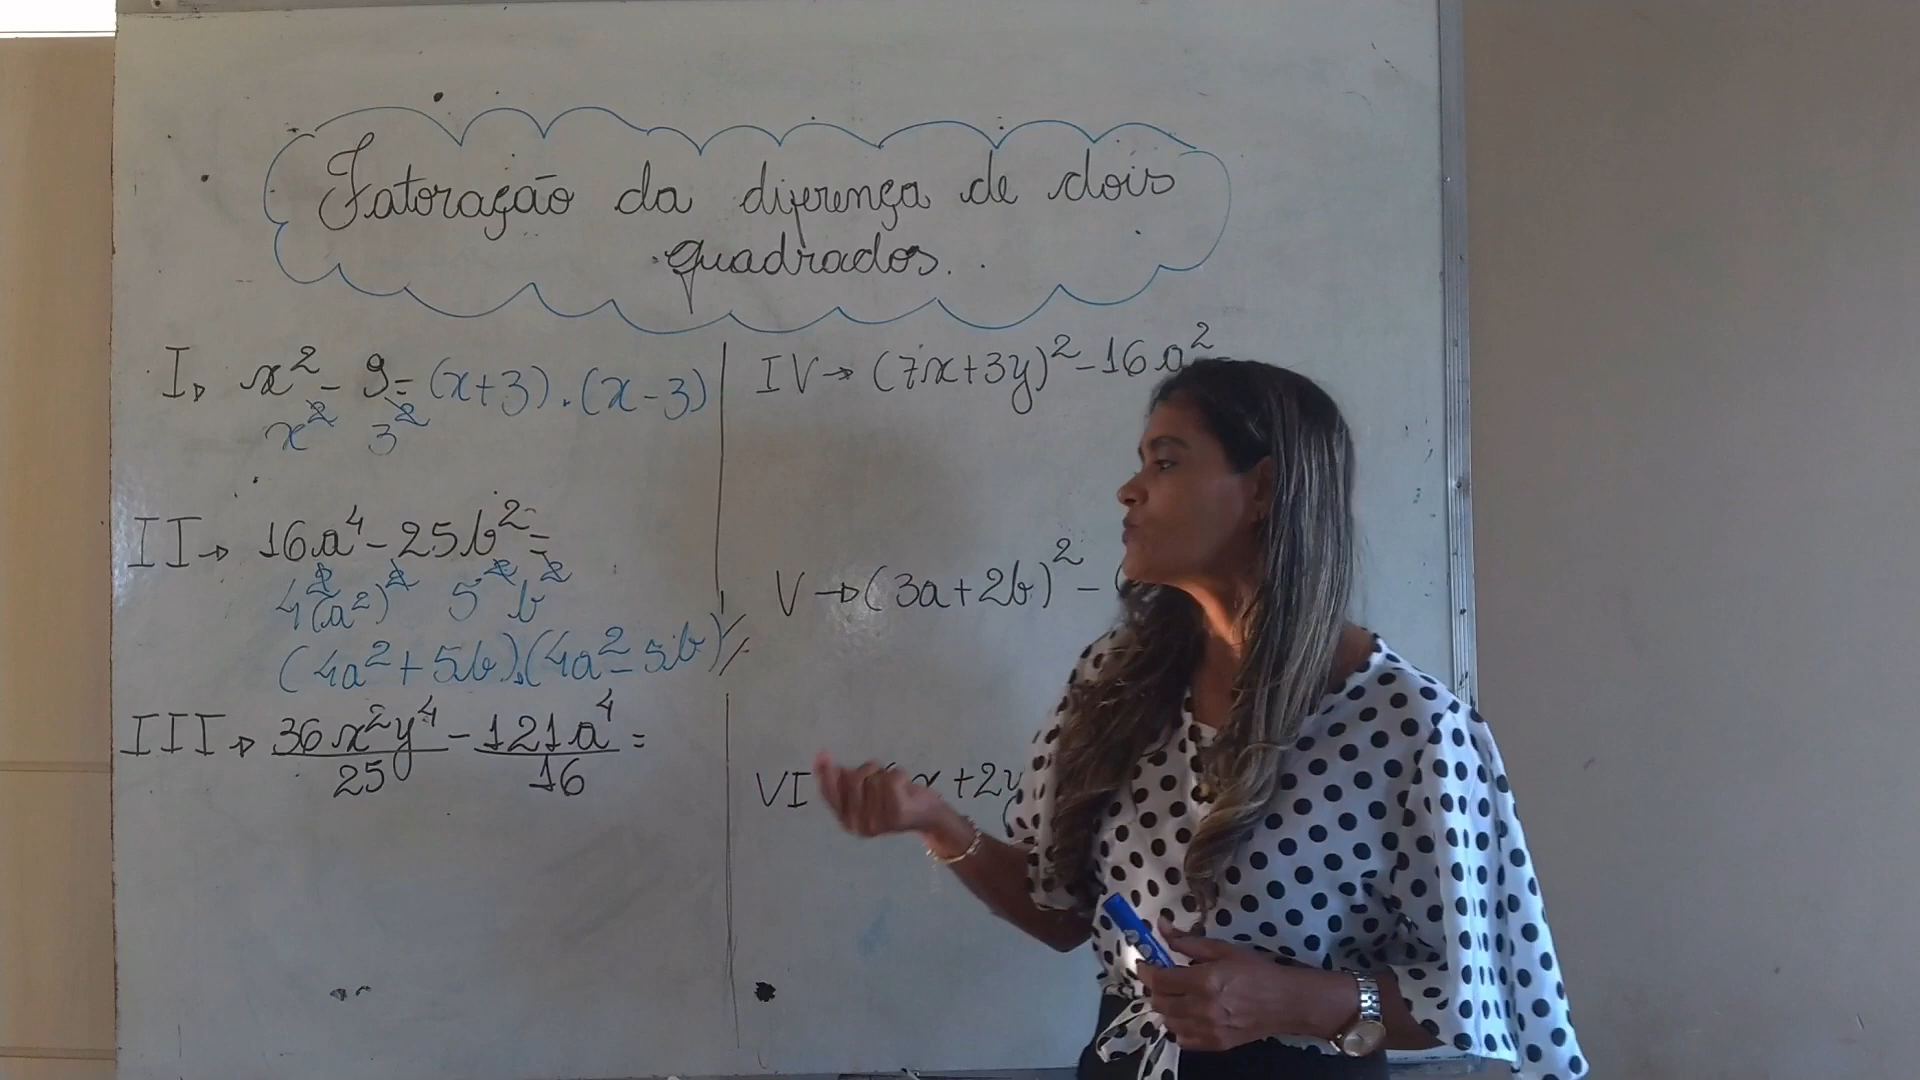 Fatoração da diferença de dois
quadrados.
I→ x² - 9 = (x+3).(x-3)
x² 3²
II→ 16a⁴ - 25b² =
4²(a²)² 5² b²
(4a²+5b).(4a²-5b)
III→ 36x²y⁴/25 - 121a⁴/16 =
IV→ (7x+3y)² - 16a² =
V→ (3a+2b)² - (
VI x +2y